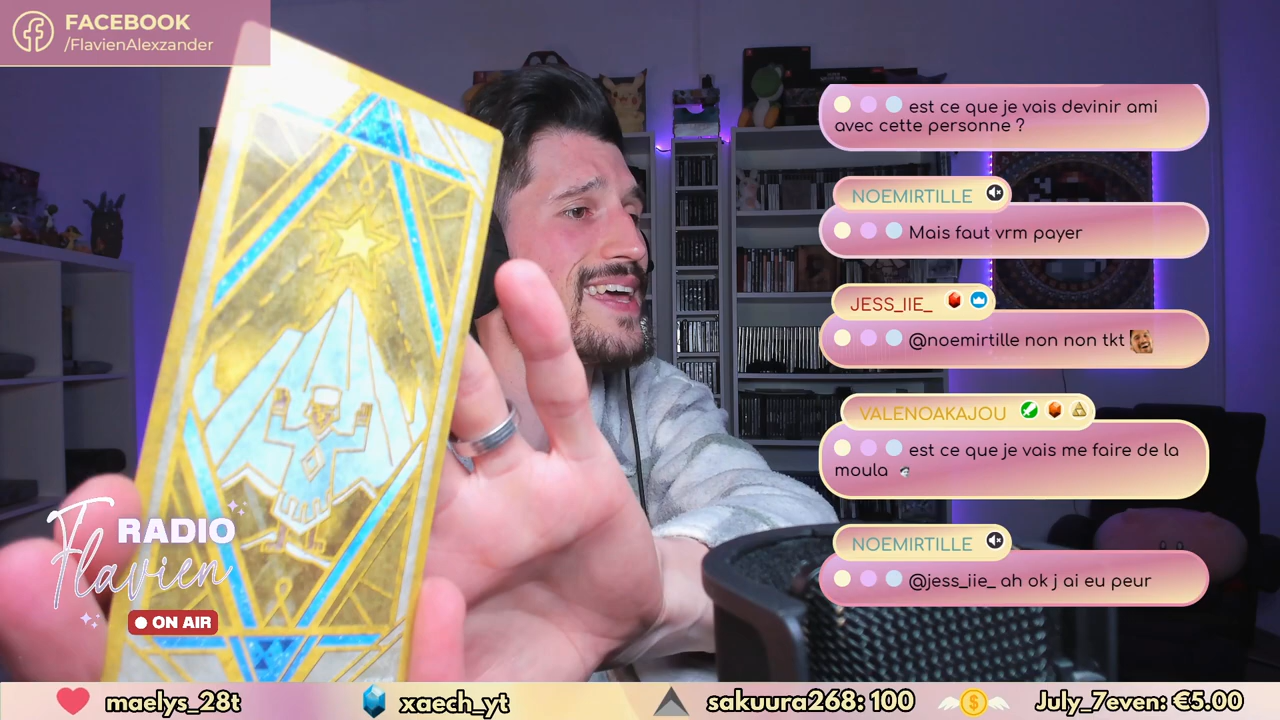 FACEBOOK
/FlavienAlexzander
est ce que je vais devinir ami
avec cette personne ?
NOEMIRTILLE
Mais faut vrm payer
JESS_IIE_
@noemirtille non non tkt
VALENOAKAJOU
est ce que je vais me faire de la
moula
NOEMIRTILLE
@jess_iie_ ah ok j ai eu peur
RADIO
Flavien
ON AIR
maelys_28t
xaech_yt
sakuura268: 100
July_7even: €5.00